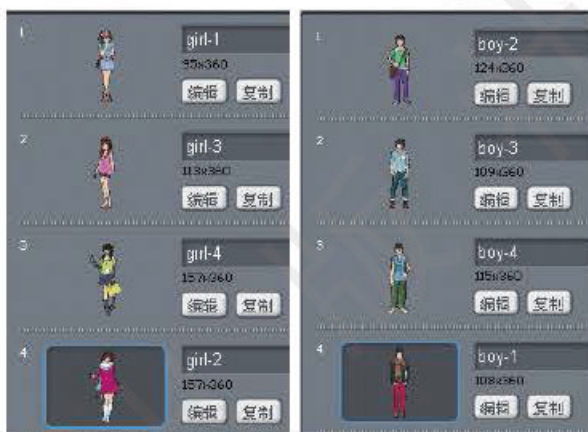 1
girl-1
95x360
编辑 复制
2
girl-3
113x360
编辑 复制
3
girl-4
157x360
编辑 复制
4
girl-2
157x360
编辑 复制
1
boy-2
124x360
编辑 复制
2
boy-3
109x360
编辑 复制
3
boy-4
115x360
编辑 复制
4
boy-1
108x360
编辑 复制